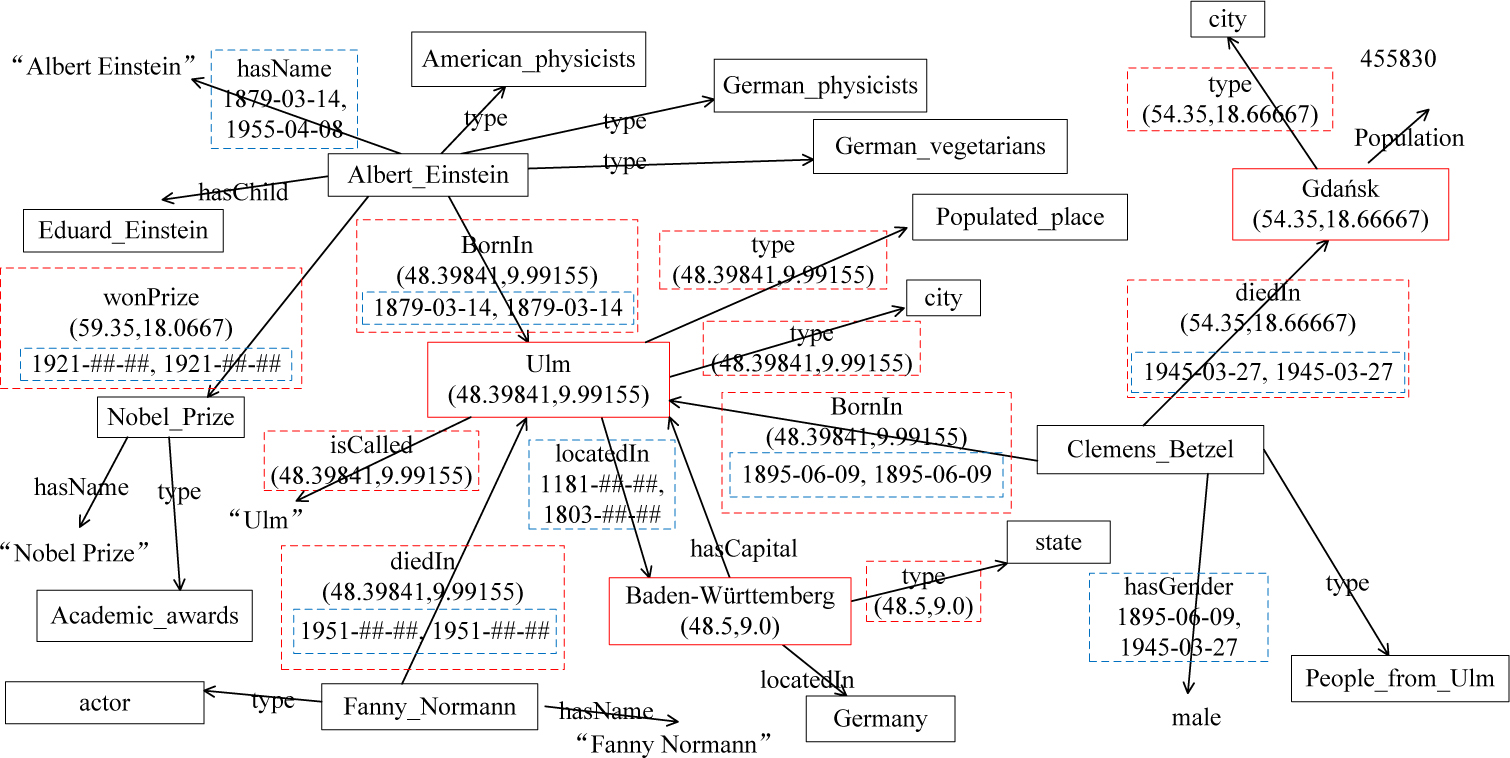 city
“Albert Einstein”
hasName
1879-03-14,
1955-04-08
American_physicists
455830
German_physicists
type
(54.35,18.66667)
type
type
Population
German_vegetarians
type
Albert_Einstein
hasChild
Gdańsk
(54.35,18.66667)
Eduard_Einstein
Populated_place
BornIn
(48.39841,9.99155)
1879-03-14, 1879-03-14
type
(48.39841,9.99155)
wonPrize
(59.35,18.0667)
1921-##-##, 1921-##-##
city
diedIn
(54.35,18.66667)
1945-03-27, 1945-03-27
type
(48.39841,9.99155)
Ulm
(48.39841,9.99155)
Nobel_Prize
BornIn
(48.39841,9.99155)
1895-06-09, 1895-06-09
Clemens_Betzel
isCalled
(48.39841,9.99155)
locatedIn
1181-##-##,
1803-##-##
hasName
type
“Ulm”
“Nobel Prize”
hasCapital
state
diedIn
(48.39841,9.99155)
1951-##-##, 1951-##-##
Baden-Württemberg
(48.5,9.0)
type
(48.5,9.0)
hasGender
1895-06-09,
1945-03-27
type
Academic_awards
locatedIn
People_from_Ulm
actor
type
Fanny_Normann
hasName
“Fanny Normann”
Germany
male